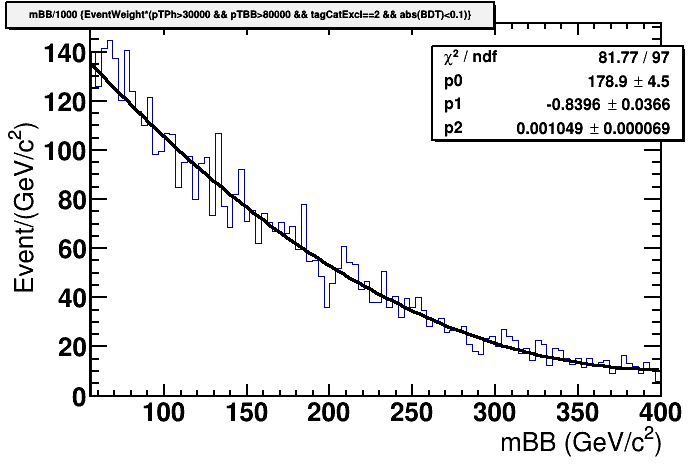 mBB/1000 {EventWeight*(pTPh>30000 && pTBB>80000 && tagCatExcl==2 && abs(BDT)<0.1)}
χ² / ndf 81.77 / 97
p0 178.9 ± 4.5
p1 -0.8396 ± 0.0366
p2 0.001049 ± 0.000069
Event/(GeV/c²)
140
120
100
80
60
40
20
0
100 150 200 250 300 350 400
mBB (GeV/c²)